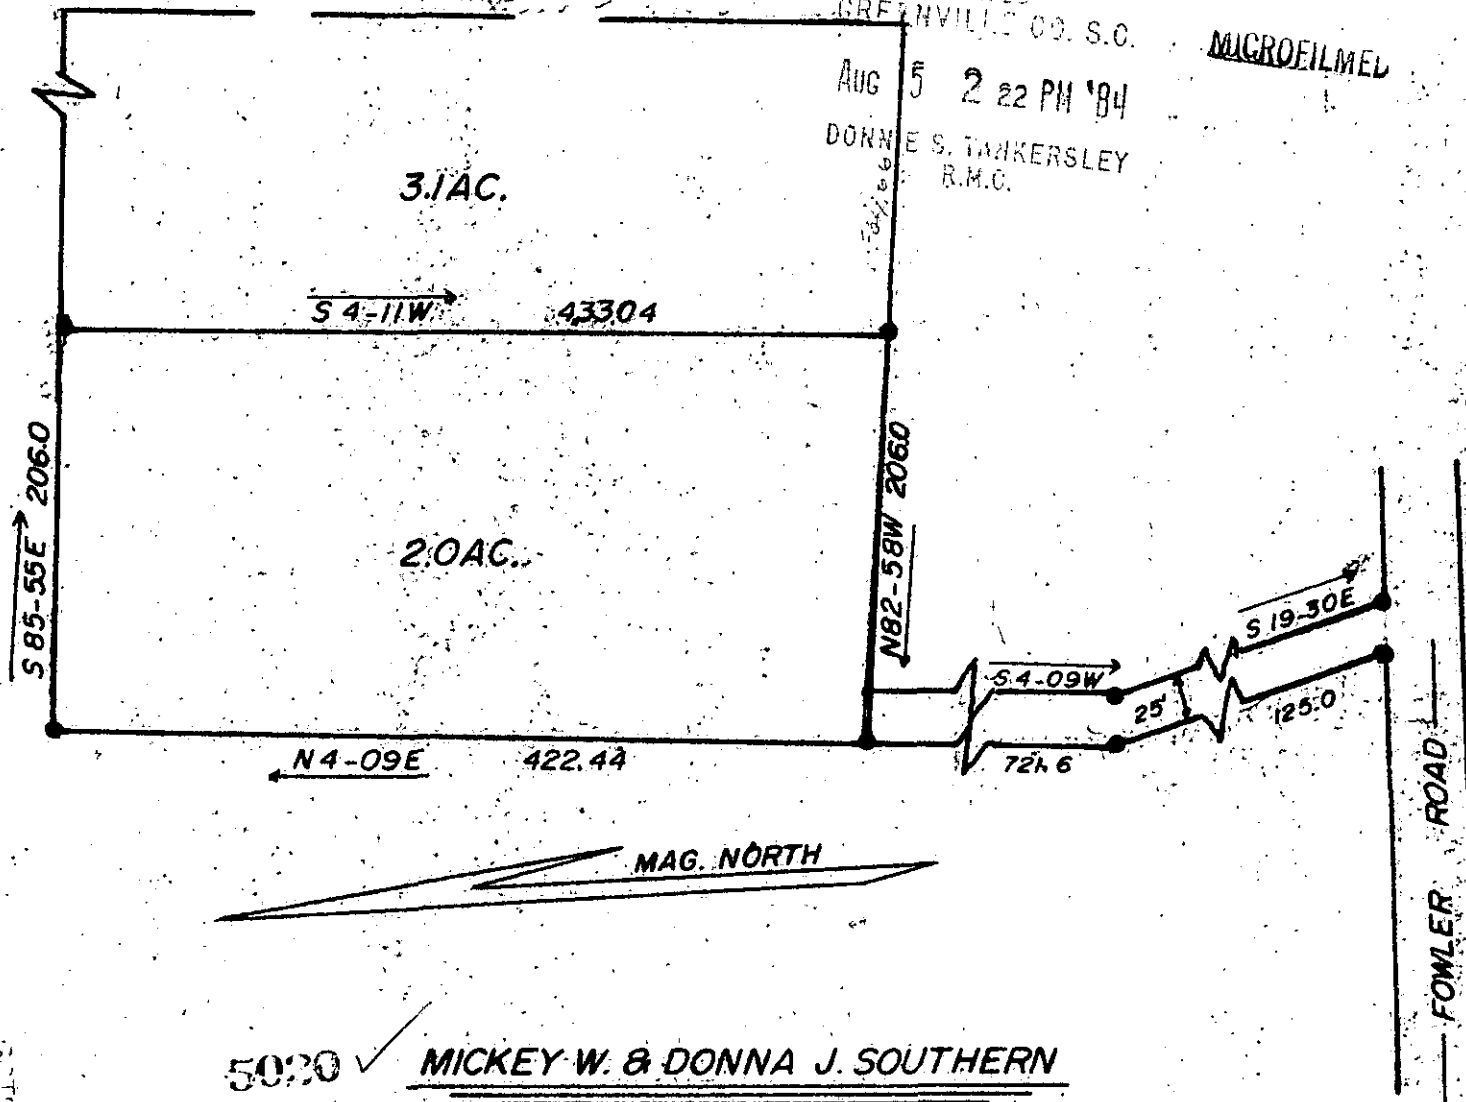 GREENVILLE CO. S.C.
MICROFILMED
AUG 5 2 22 PM '84
DONNIE S. TANKERSLEY
R.M.C.
3.1AC.
S 4-11W 433.04
S 85-55E 206.0
N82-58W 206.0
2.0AC.
S 19-30E
S 4-09W
25'
125.0
N 4-09E 422.44
MAG. NORTH
FOWLER ROAD
5020
MICKEY W. & DONNA J. SOUTHERN